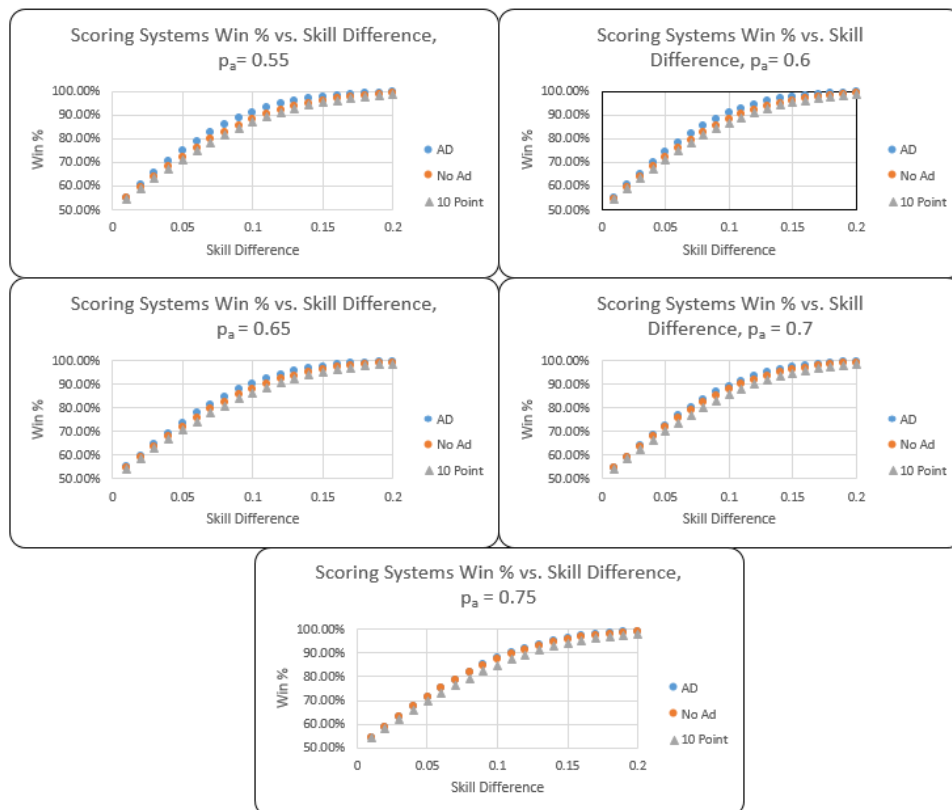 Scoring Systems Win % vs. Skill Difference,
pₐ= 0.55
100.00%
90.00%
80.00%
70.00%
60.00%
50.00%
Win %
0 0.05 0.1 0.15 0.2
Skill Difference
AD
No Ad
10 Point
Scoring Systems Win % vs. Skill
Difference, pₐ= 0.6
100.00%
90.00%
80.00%
70.00%
60.00%
50.00%
Win %
0 0.05 0.1 0.15 0.2
Skill Difference
AD
No Ad
10 Point
Scoring Systems Win % vs. Skill Difference,
pₐ = 0.65
100.00%
90.00%
80.00%
70.00%
60.00%
50.00%
Win %
0 0.05 0.1 0.15 0.2
Skill Difference
AD
No Ad
10 Point
Scoring Systems Win % vs. Skill
Difference, pₐ = 0.7
100.00%
90.00%
80.00%
70.00%
60.00%
50.00%
Win %
0 0.05 0.1 0.15 0.2
Skill Difference
AD
No Ad
10 Point
Scoring Systems Win % vs. Skill Difference,
pₐ = 0.75
100.00%
90.00%
80.00%
70.00%
60.00%
50.00%
Win %
0 0.05 0.1 0.15 0.2
Skill Difference
AD
No Ad
10 Point